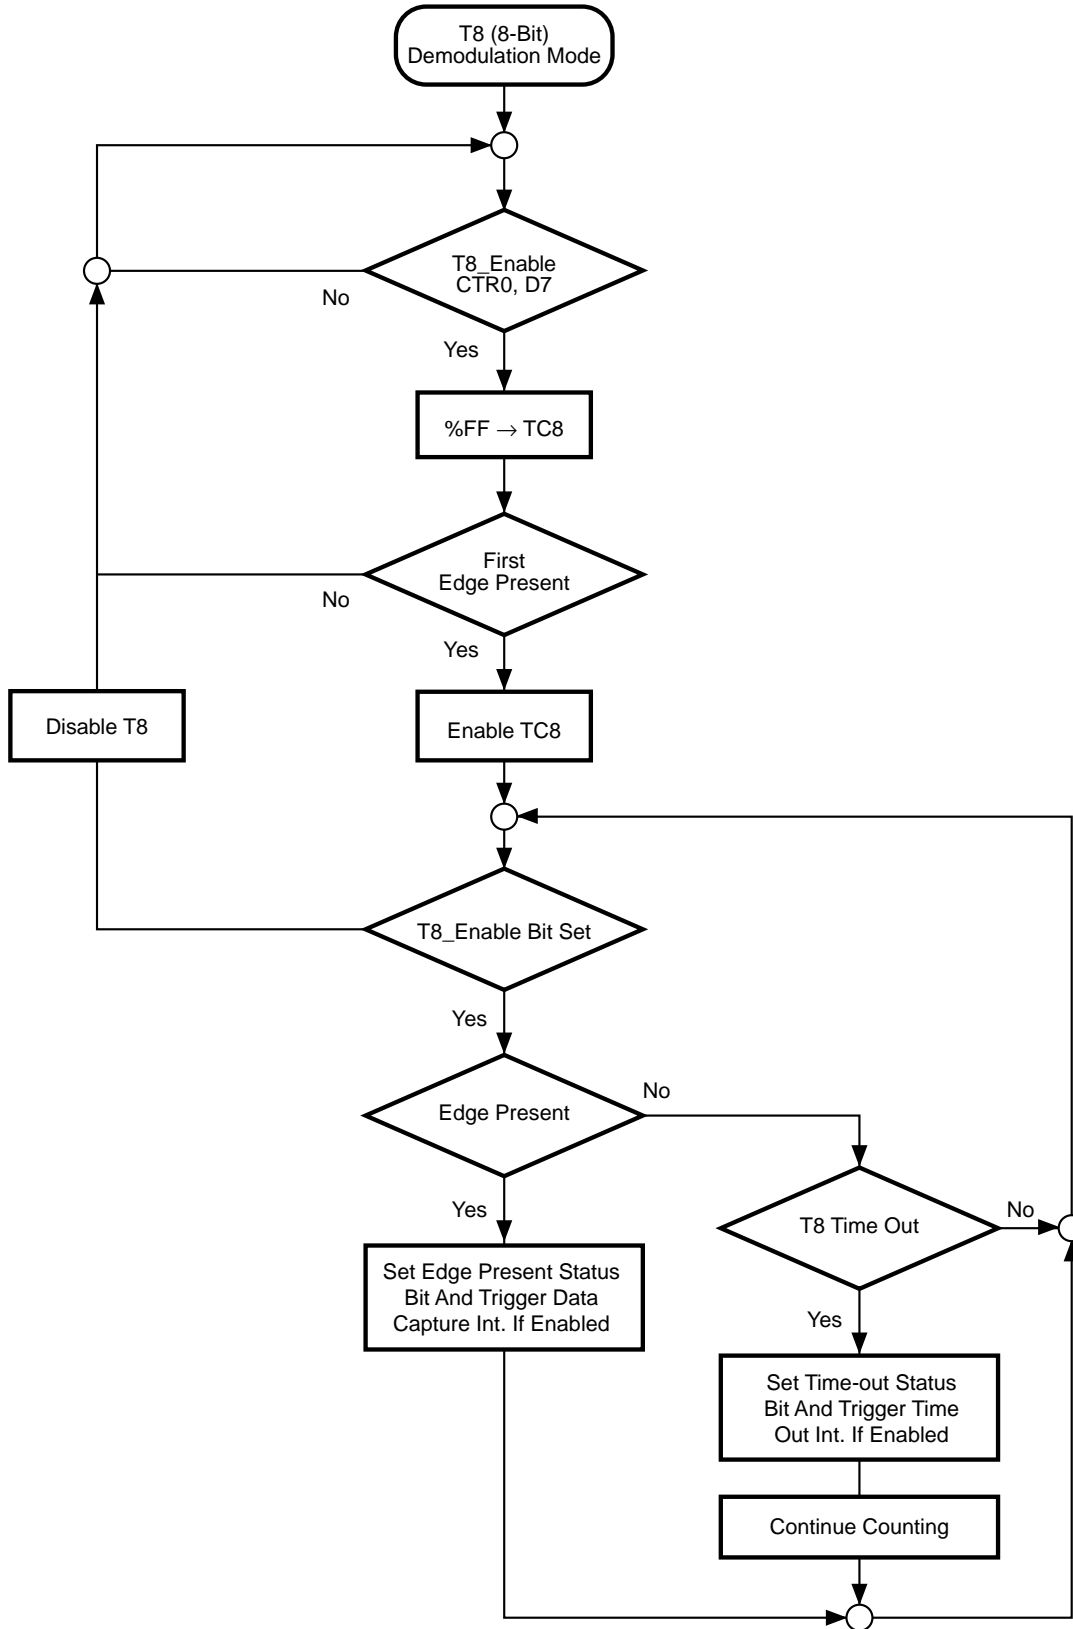 T8 (8-Bit)
Demodulation Mode
T8_Enable
CTR0, D7
No
Yes
%FF → TC8
First
Edge Present
No
Yes
Disable T8
Enable TC8
T8_Enable Bit Set
Yes
Edge Present
No
Yes
T8 Time Out
No
Set Edge Present Status
Bit And Trigger Data
Capture Int. If Enabled
Yes
Set Time-out Status
Bit And Trigger Time
Out Int. If Enabled
Continue Counting